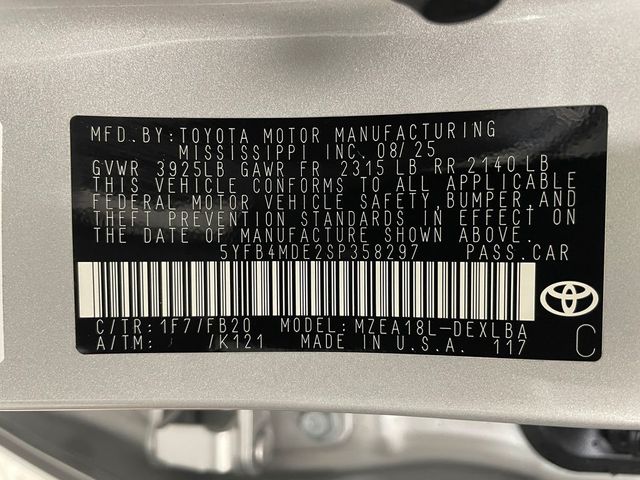 MFD.BY:TOYOTA MOTOR MANUFACTURING
MISSISSIPPI INC. 08/25
GVWR 3925LB GAWR FR 2315 LB RR 2140 LB
THIS VEHICLE CONFORMS TO ALL APPLICABLE
FEDERAL MOTOR VEHICLE SAFETY, BUMPER, AND
THEFT PREVENTION STANDARDS IN EFFECT ON
THE DATE OF MANUFACTURE SHOWN ABOVE.
5YFB4MDE2SP358297 PASS.CAR
C/TR: 1F7/FB20 MODEL: MZEA18L-DEXLBA
A/TM: /K121 MADE IN U.S.A. 117 C